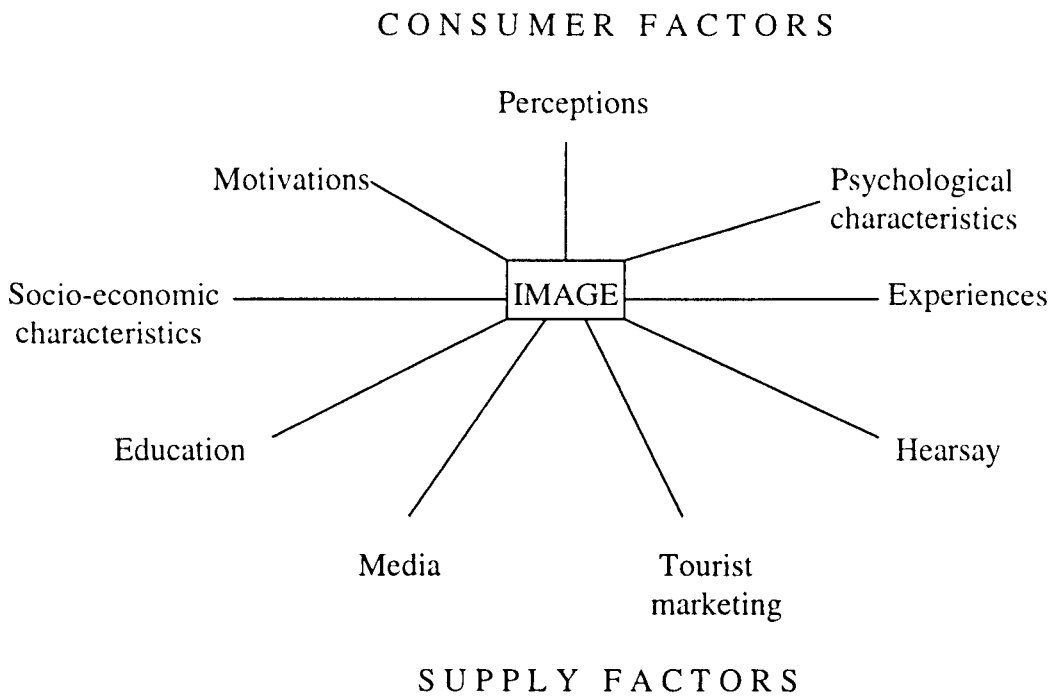 CONSUMER FACTORS
Perceptions
Motivations
Psychological
characteristics
Socio-economic
characteristics
IMAGE
Experiences
Education
Hearsay
Media
Tourist
marketing
SUPPLY FACTORS